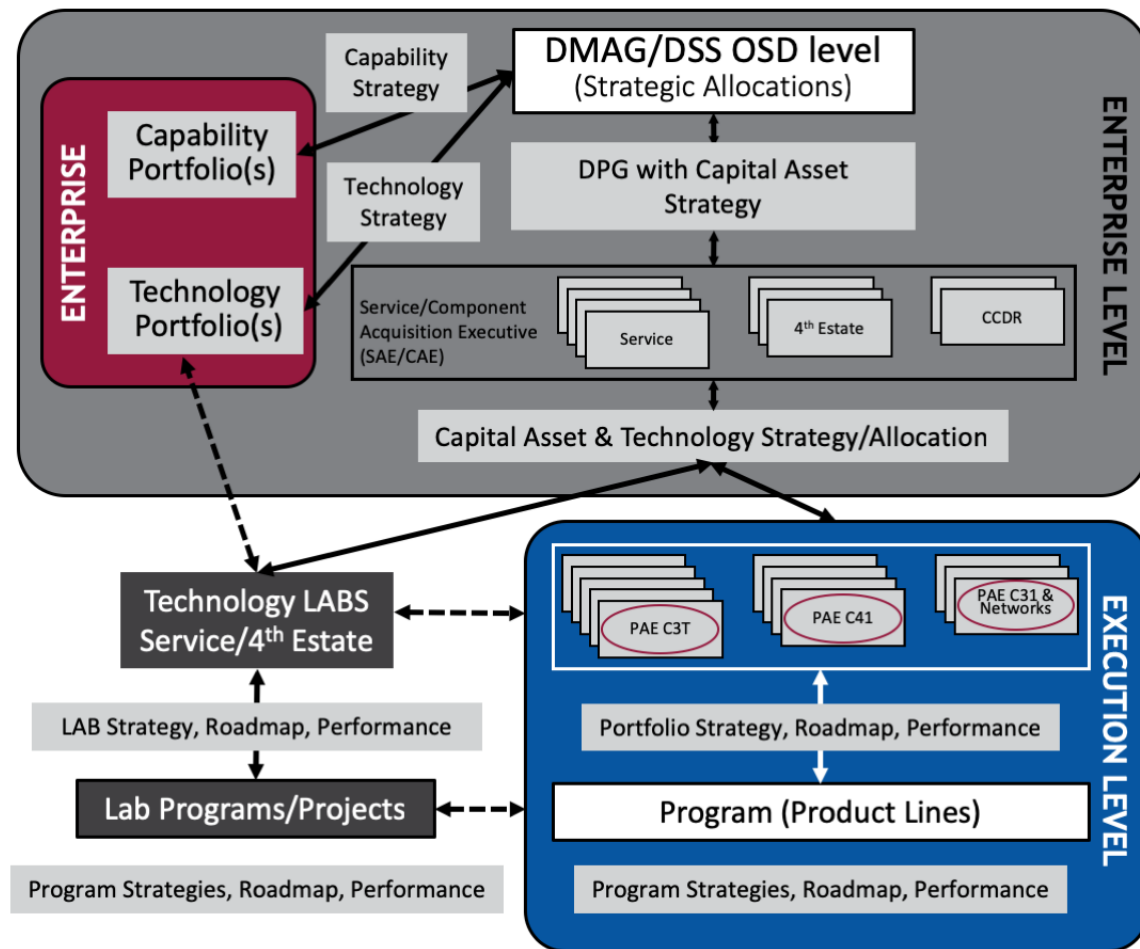 DMAG/DSS OSD level
(Strategic Allocations)
Capability
Strategy
ENTERPRISE LEVEL
ENTERPRISE
Capability
Portfolio(s)
Technology
Strategy
DPG with Capital Asset
Strategy
Technology
Portfolio(s)
Service/Component
Acquisition Executive
(SAE/CAE)
Service
4th Estate
CCDR
Capital Asset & Technology Strategy/Allocation
Technology LABS
Service/4th Estate
PAE C3T
PAE C41
PAE C31 &
Networks
EXECUTION LEVEL
LAB Strategy, Roadmap, Performance
Portfolio Strategy, Roadmap, Performance
Lab Programs/Projects
Program (Product Lines)
Program Strategies, Roadmap, Performance
Program Strategies, Roadmap, Performance